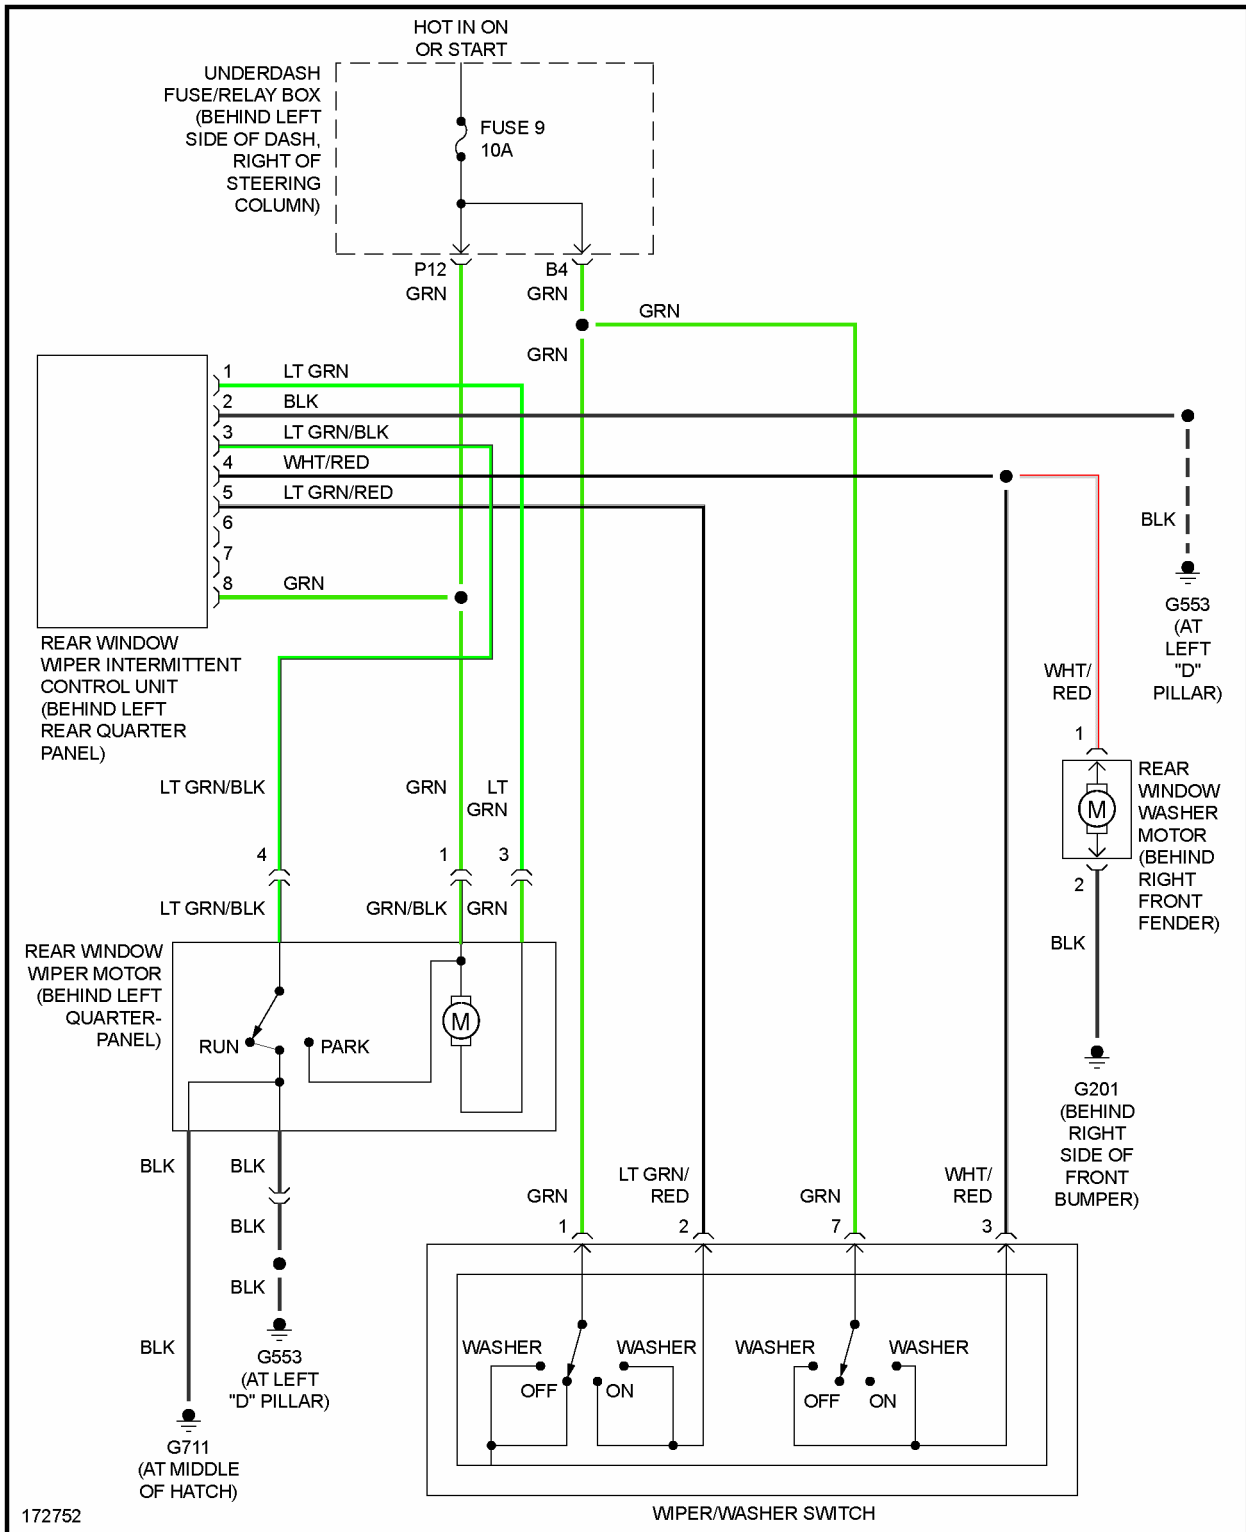 HOT IN ON
OR START
UNDERDASH
FUSE/RELAY BOX
(BEHIND LEFT
SIDE OF DASH,
RIGHT OF
STEERING
COLUMN)
FUSE 9
10A
P12
GRN
B4
GRN
GRN
GRN
1 LT GRN
2 BLK
3 LT GRN/BLK
4 WHT/RED
5 LT GRN/RED
6
7
8 GRN
REAR WINDOW
WIPER INTERMITTENT
CONTROL UNIT
(BEHIND LEFT
REAR QUARTER
PANEL)
BLK
G553
(AT
LEFT
"D"
PILLAR)
WHT/
RED
1
REAR
WINDOW
WASHER
MOTOR
(BEHIND
RIGHT
FRONT
FENDER)
M
2
BLK
G201
(BEHIND
RIGHT
SIDE OF
FRONT
BUMPER)
LT GRN/BLK
GRN
LT
GRN
4
1
3
LT GRN/BLK
GRN/BLK
GRN
REAR WINDOW
WIPER MOTOR
(BEHIND LEFT
QUARTER-
PANEL)
RUN
PARK
M
BLK
BLK
BLK
BLK
BLK
G553
(AT LEFT
"D" PILLAR)
G711
(AT MIDDLE
OF HATCH)
GRN
1
LT GRN/
RED
2
GRN
7
WHT/
RED
3
WASHER
OFF
ON
WASHER
WASHER
OFF
ON
WASHER
WIPER/WASHER SWITCH
172752